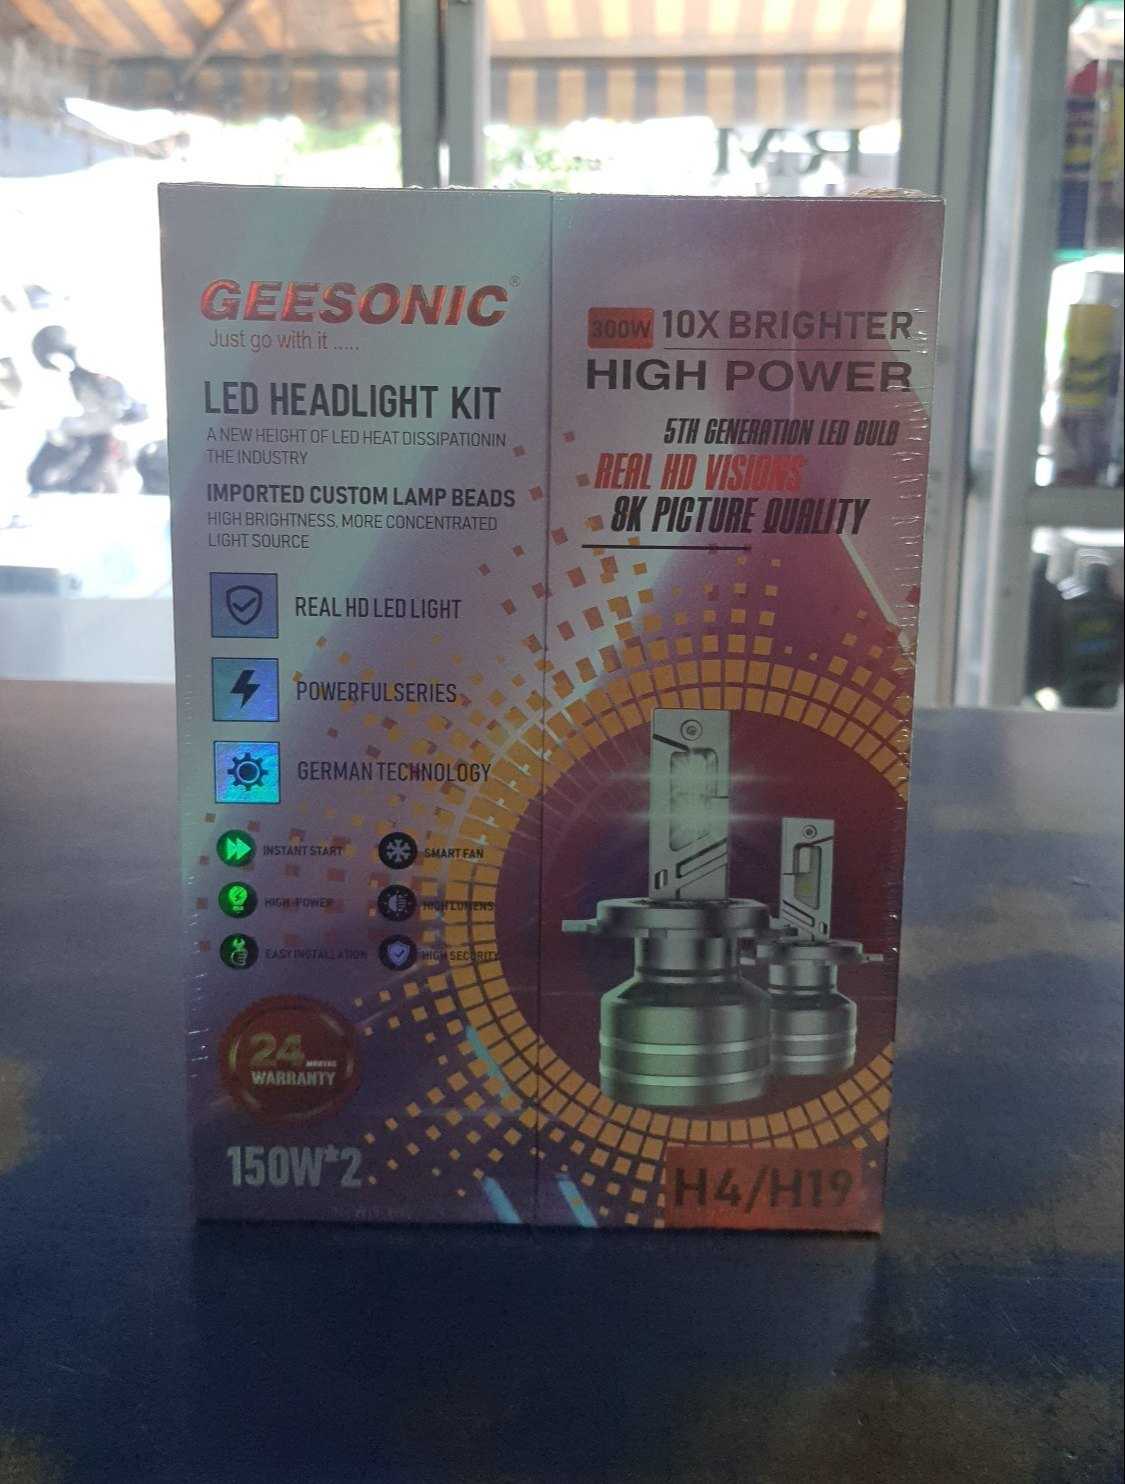 GEESONIC®
Just go with it .....
LED HEADLIGHT KIT
A NEW HEIGHT OF LED HEAT DISSIPATIONIN
THE INDUSTRY
IMPORTED CUSTOM LAMP BEADS
HIGH BRIGHTNESS, MORE CONCENTRATED
LIGHT SOURCE
REAL HD LED LIGHT
POWERFULSERIES
GERMAN TECHNOLOGY
INSTANT START
SMART FAN
HIGH-POWER
HIGH LUMENS
EASY INSTALLATION
HIGH SECURITY
24 MONTHS
WARRANTY
150W*2
300W 10X BRIGHTER
HIGH POWER
5TH GENERATION LED BULB
REAL HD VISIONS
8K PICTURE QUALITY
H4/H19